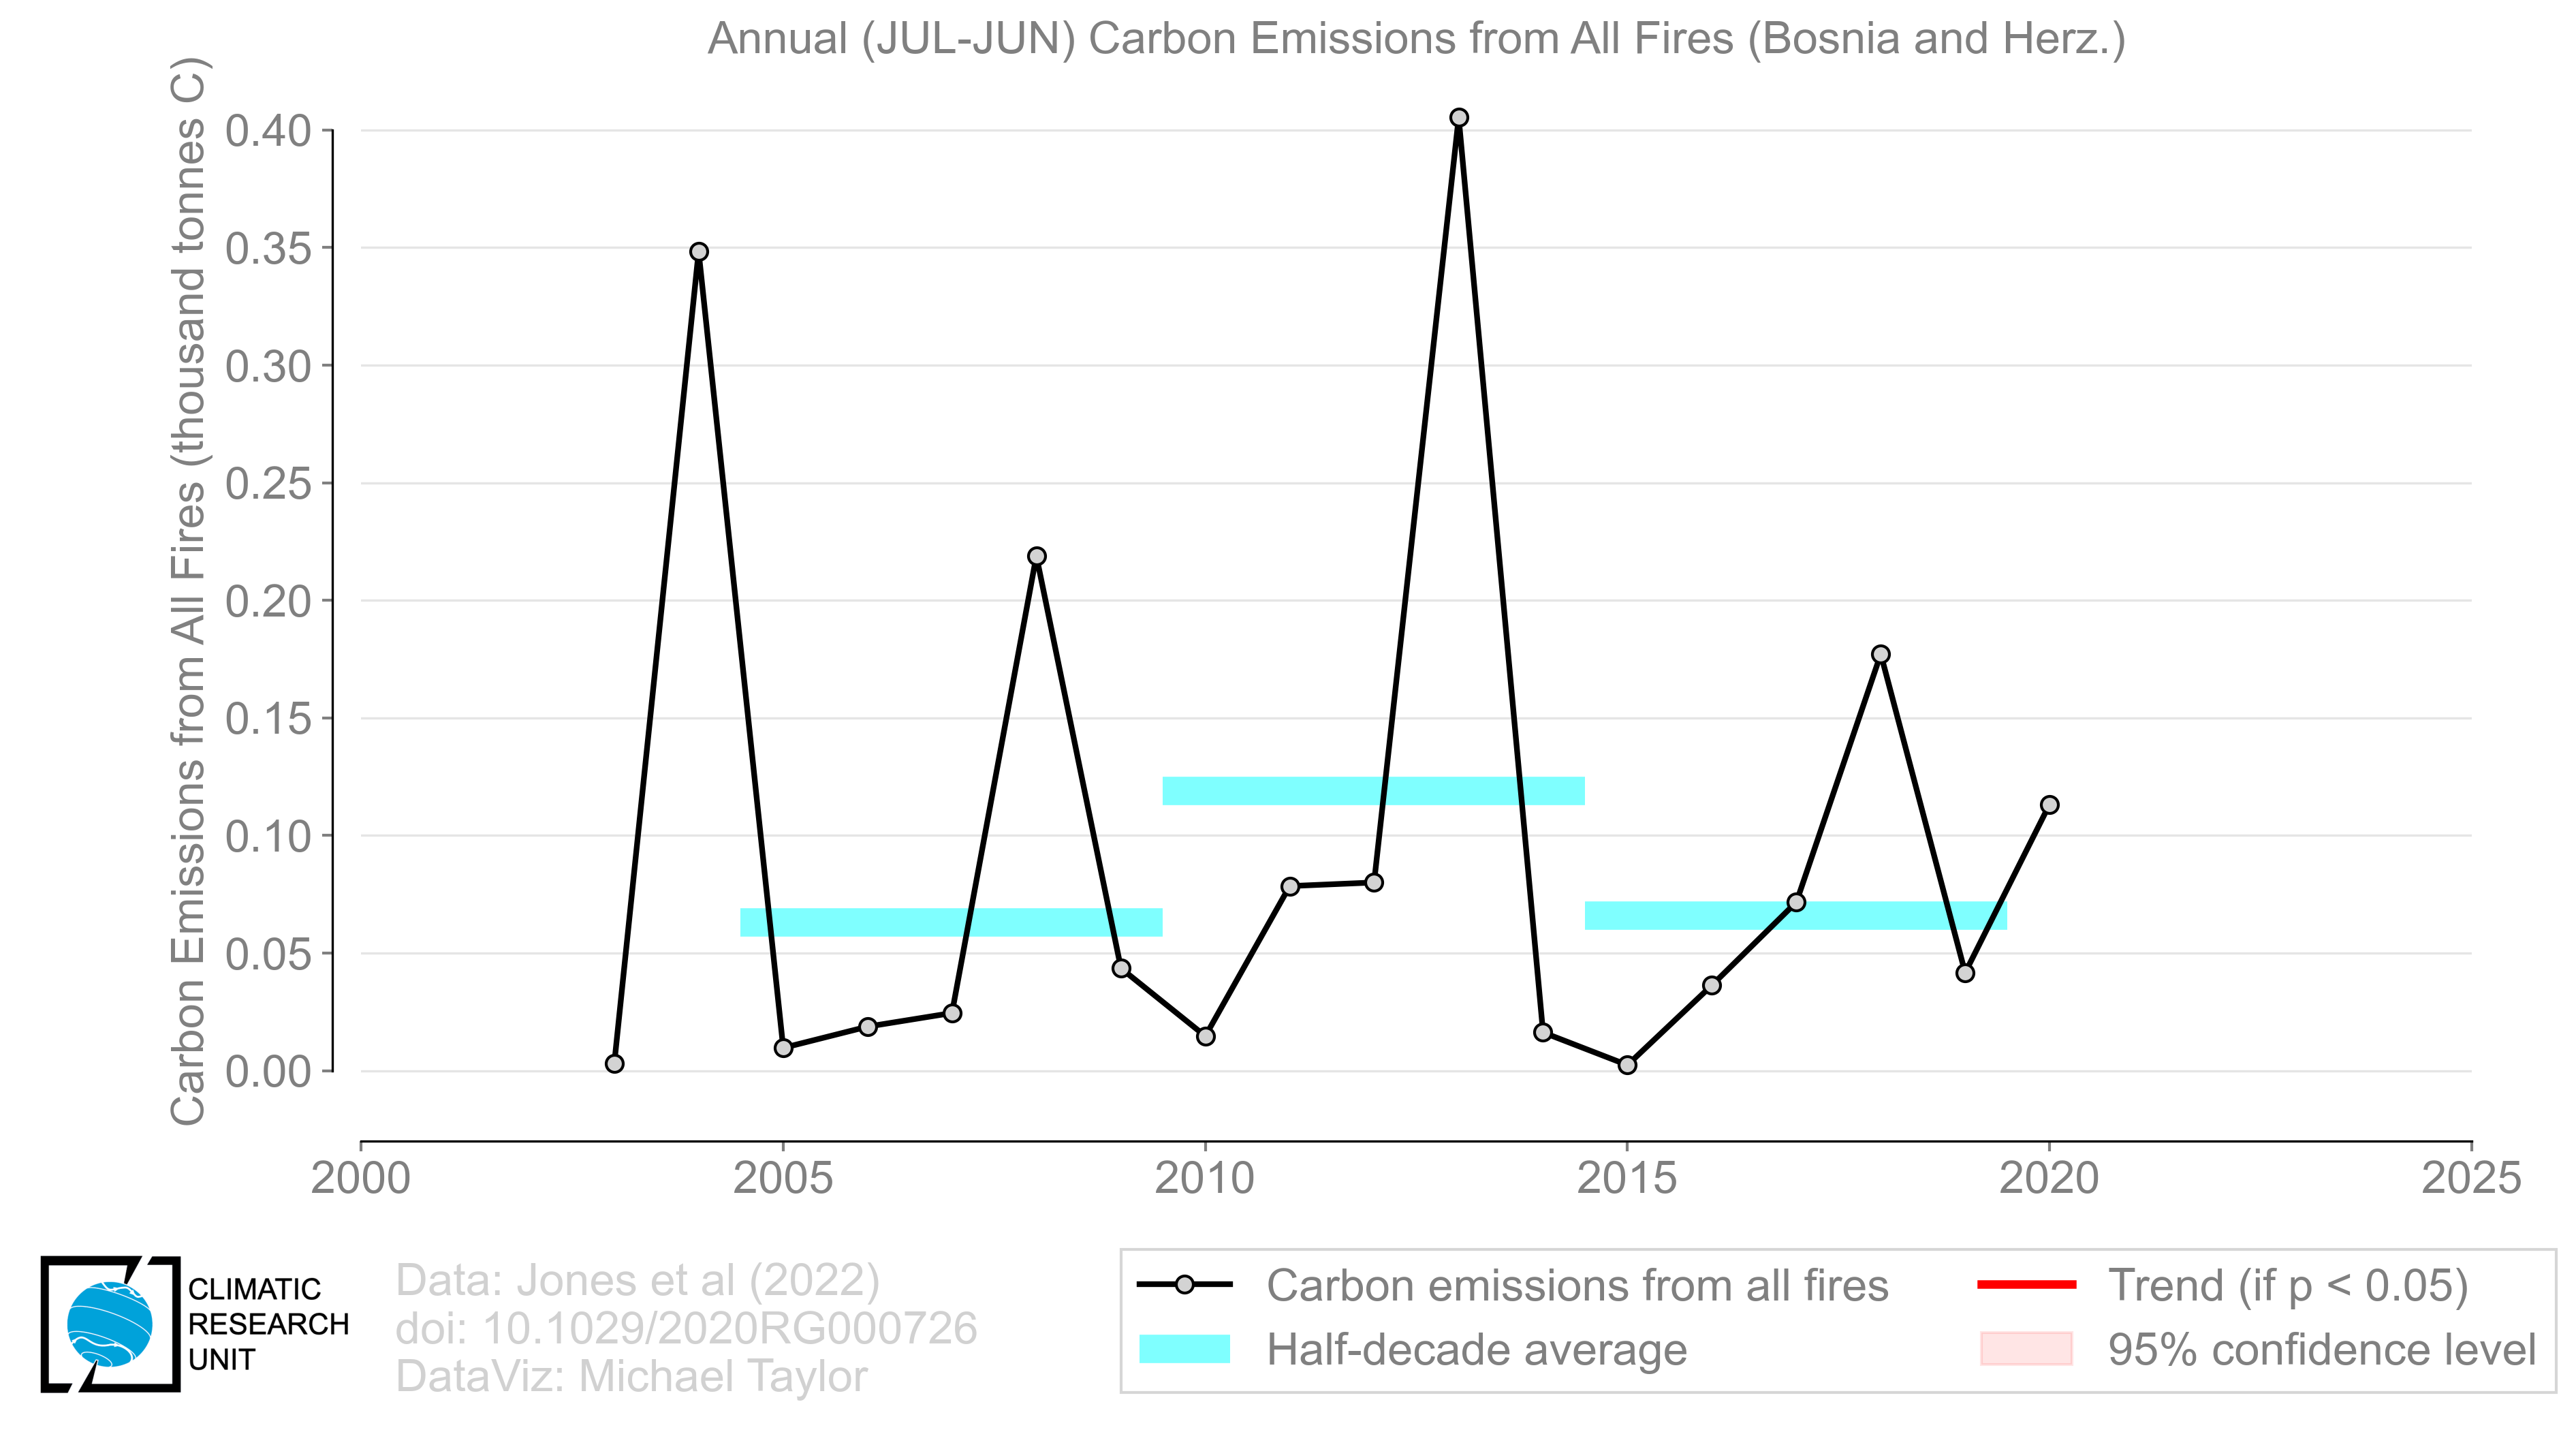 Annual (JUL-JUN) Carbon Emissions from All Fires (Bosnia and Herz.)
Carbon Emissions from All Fires (thousand tonnes C)
0.40
0.35
0.30
0.25
0.20
0.15
0.10
0.05
0.00
2000
2005
2010
2015
2020
2025
CLIMATIC
RESEARCH
UNIT
Data: Jones et al (2022)
doi: 10.1029/2020RG000726
DataViz: Michael Taylor
Carbon emissions from all fires
Half-decade average
Trend (if p < 0.05)
95% confidence level